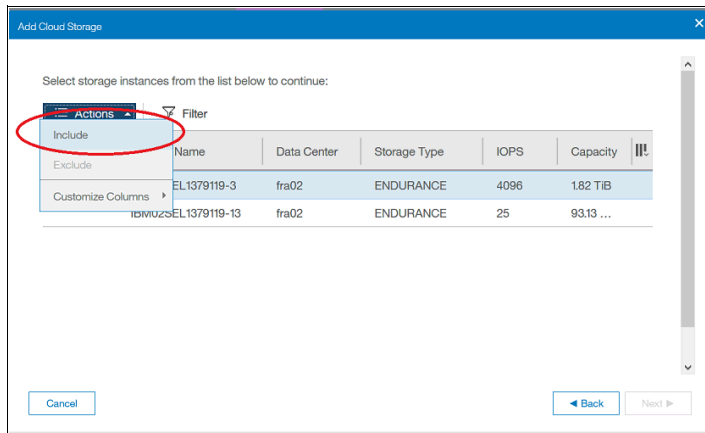 Add Cloud Storage
Select storage instances from the list below to continue:
Actions Filter
Include
Exclude
Customize Columns
Name Data Center Storage Type IOPS Capacity
EL1379119-3 fra02 ENDURANCE 4096 1.82 TiB
IBM02SEL1379119-13 fra02 ENDURANCE 25 93.13 ...
Cancel Back Next